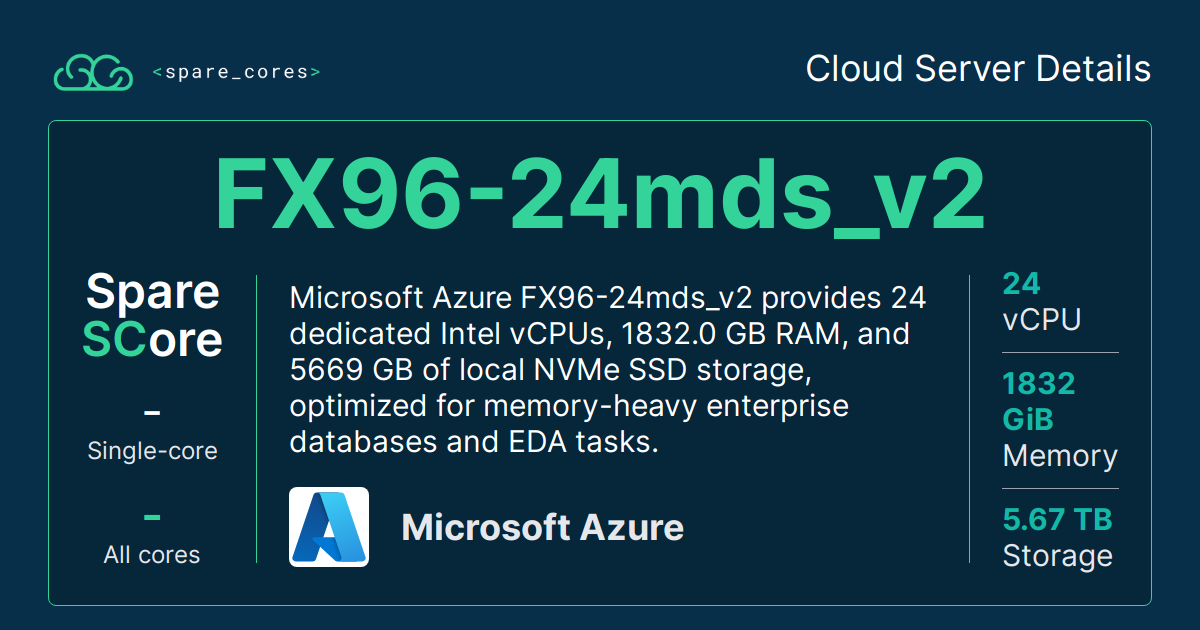 <spare_cores>
Cloud Server Details
FX96-24mds_v2
Spare
SCore
–
Single-core
–
All cores
Microsoft Azure FX96-24mds_v2 provides 24
dedicated Intel vCPUs, 1832.0 GB RAM, and
5669 GB of local NVMe SSD storage,
optimized for memory-heavy enterprise
databases and EDA tasks.
Microsoft Azure
24
vCPU
1832
GiB
Memory
5.67 TB
Storage